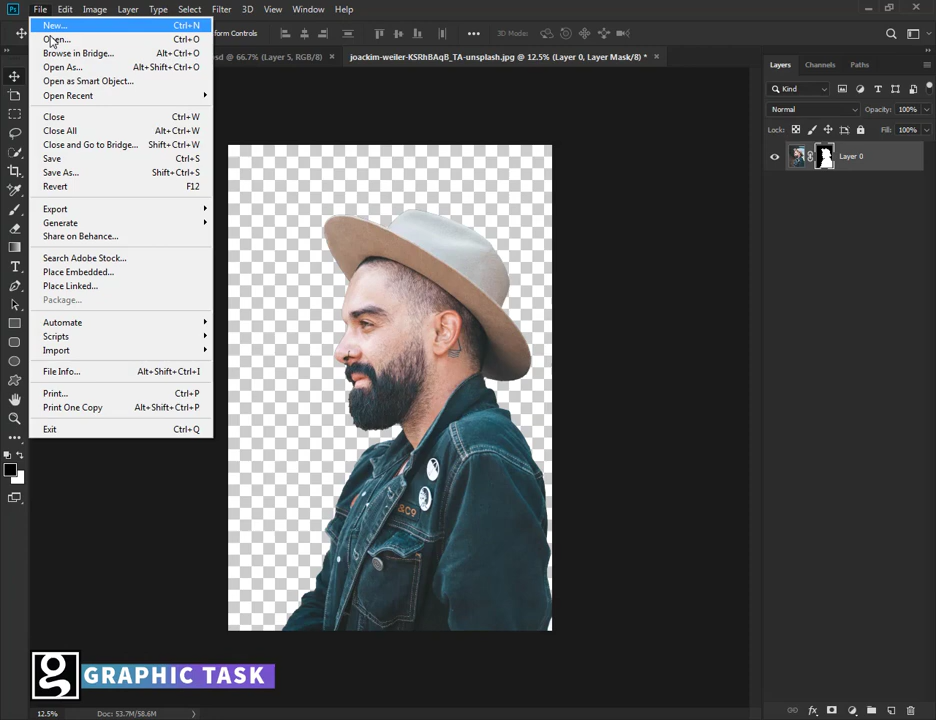 Ps File Edit Image Layer Type Select Filter 3D View Window Help
orm Controls 3D Mode:
sd @ 66.7% (Layer 5, RGB/8) × joackim-weiler-KSRhBAqB_TA-unsplash.jpg @ 12.5% (Layer 0, Layer Mask/8) * ×
New... Ctrl+N
Open... Ctrl+O
Browse in Bridge... Alt+Ctrl+O
Open As... Alt+Shift+Ctrl+O
Open as Smart Object...
Open Recent
Close Ctrl+W
Close All Alt+Ctrl+W
Close and Go to Bridge... Shift+Ctrl+W
Save Ctrl+S
Save As... Shift+Ctrl+S
Revert F12
Export
Generate
Share on Behance...
Search Adobe Stock...
Place Embedded...
Place Linked...
Package...
Automate
Scripts
Import
File Info... Alt+Shift+Ctrl+I
Print... Ctrl+P
Print One Copy Alt+Shift+Ctrl+P
Exit Ctrl+Q
Layers Channels Paths
Kind
Normal Opacity: 100%
Lock: Fill: 100%
Layer 0
&C9
g GRAPHIC TASK
12.5% Doc: 53.7M/58.6M